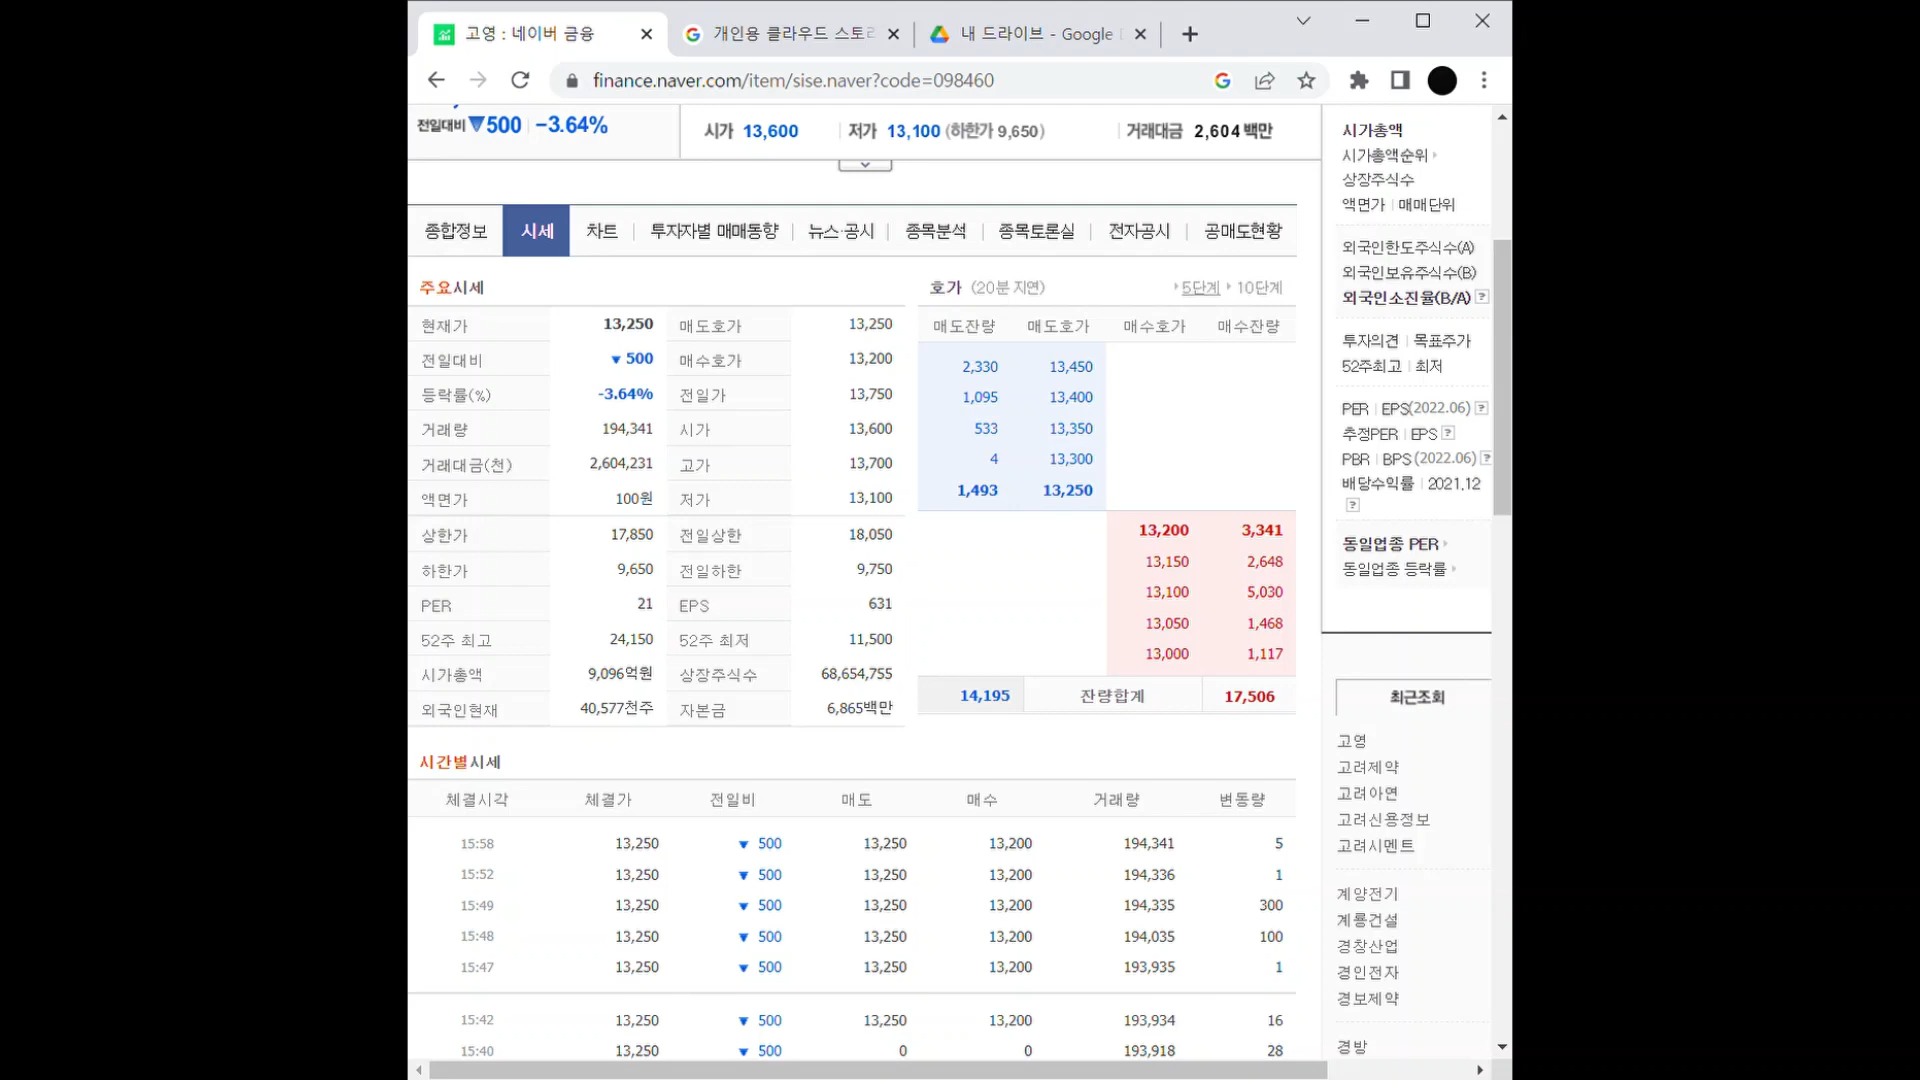 고영 : 네이버 금융
개인용 클라우드 스토리
내 드라이브 - Google
finance.naver.com/item/sise.naver?code=098460
전일대비 ▼500 -3.64%
시가 13,600 저가 13,100 (하한가 9,650) 거래대금 2,604 백만
종합정보 시세 차트 투자자별 매매동향 뉴스·공시 종목분석 종목토론실 전자공시 공매도현황
주요시세
현재가 13,250 매도호가 13,250
전일대비 ▼ 500 매수호가 13,200
등락률(%) -3.64% 전일가 13,750
거래량 194,341 시가 13,600
거래대금(천) 2,604,231 고가 13,700
액면가 100원 저가 13,100
상한가 17,850 전일상한 18,050
하한가 9,650 전일하한 9,750
PER 21 EPS 631
52주 최고 24,150 52주 최저 11,500
시가총액 9,096억원 상장주식수 68,654,755
외국인현재 40,577천주 자본금 6,865백만
호가 (20분 지연) 5단계 10단계
매도잔량 매도호가 매수호가 매수잔량
2,330 13,450
1,095 13,400
533 13,350
4 13,300
1,493 13,250
13,200 3,341
13,150 2,648
13,100 5,030
13,050 1,468
13,000 1,117
14,195 잔량합계 17,506
시간별시세
체결시각 체결가 전일비 매도 매수 거래량 변동량
15:58 13,250 ▼ 500 13,250 13,200 194,341 5
15:52 13,250 ▼ 500 13,250 13,200 194,336 1
15:49 13,250 ▼ 500 13,250 13,200 194,335 300
15:48 13,250 ▼ 500 13,250 13,200 194,035 100
15:47 13,250 ▼ 500 13,250 13,200 193,935 1
15:42 13,250 ▼ 500 13,250 13,200 193,934 16
15:40 13,250 ▼ 500 0 0 193,918 28
시가총액
시가총액순위
상장주식수
액면가 매매단위
외국인한도주식수(A)
외국인보유주식수(B)
외국인소진율(B/A) ?
투자의견 목표주가
52주최고 최저
PER EPS(2022.06) ?
추정PER EPS ?
PBR BPS(2022.06) ?
배당수익률 2021.12
?
동일업종 PER
동일업종 등락률
최근조회
고영
고려제약
고려아연
고려신용정보
고려시멘트
계양전기
계룡건설
경창산업
경인전자
경보제약
경방